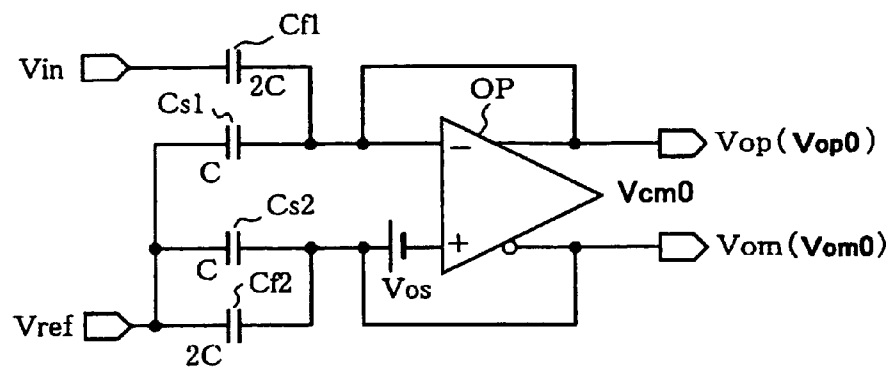 Cf1
Vin
2C
OP
Cs1
−
Vop(Vop0)
C
Vcm0
Cs2
+
Vom(Vom0)
C
Cf2
Vos
Vref
2C